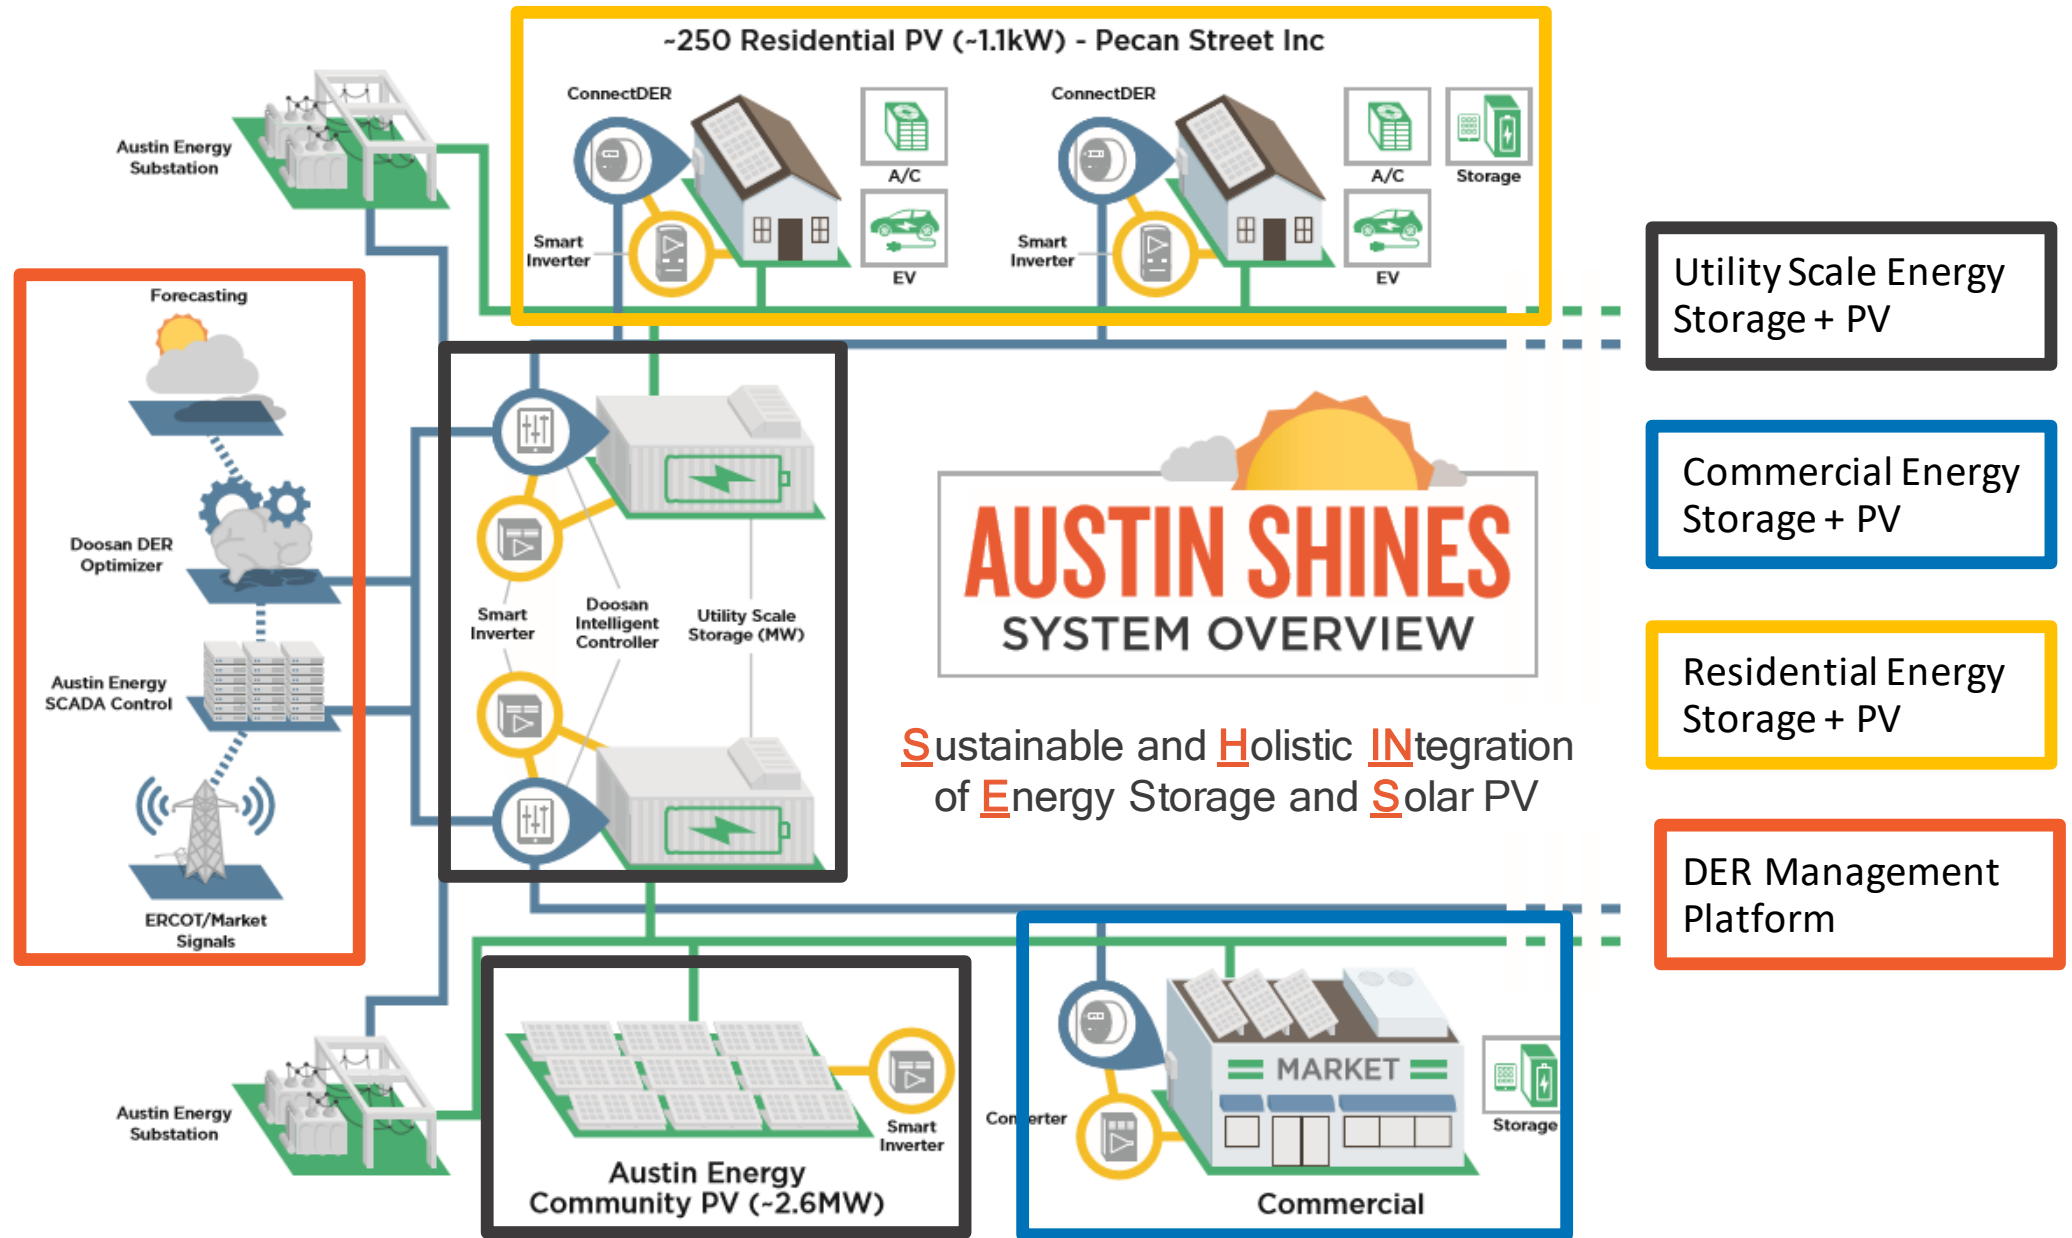 ~250 Residential PV (~1.1kW) - Pecan Street Inc
ConnectDER
A/C
Smart
Inverter
EV
ConnectDER
A/C
Storage
Smart
Inverter
EV
Austin Energy
Substation
Forecasting
Doosan DER
Optimizer
Austin Energy
SCADA Control
ERCOT/Market
Signals
Smart
Inverter
Doosan
Intelligent
Controller
Utility Scale
Storage (MW)
AUSTIN SHINES
SYSTEM OVERVIEW
Sustainable and Holistic INtegration
of Energy Storage and Solar PV
Utility Scale Energy
Storage + PV
Commercial Energy
Storage + PV
Residential Energy
Storage + PV
DER Management
Platform
Austin Energy
Substation
Smart
Inverter
Austin Energy
Community PV (~2.6MW)
MARKET
Storage
Commercial